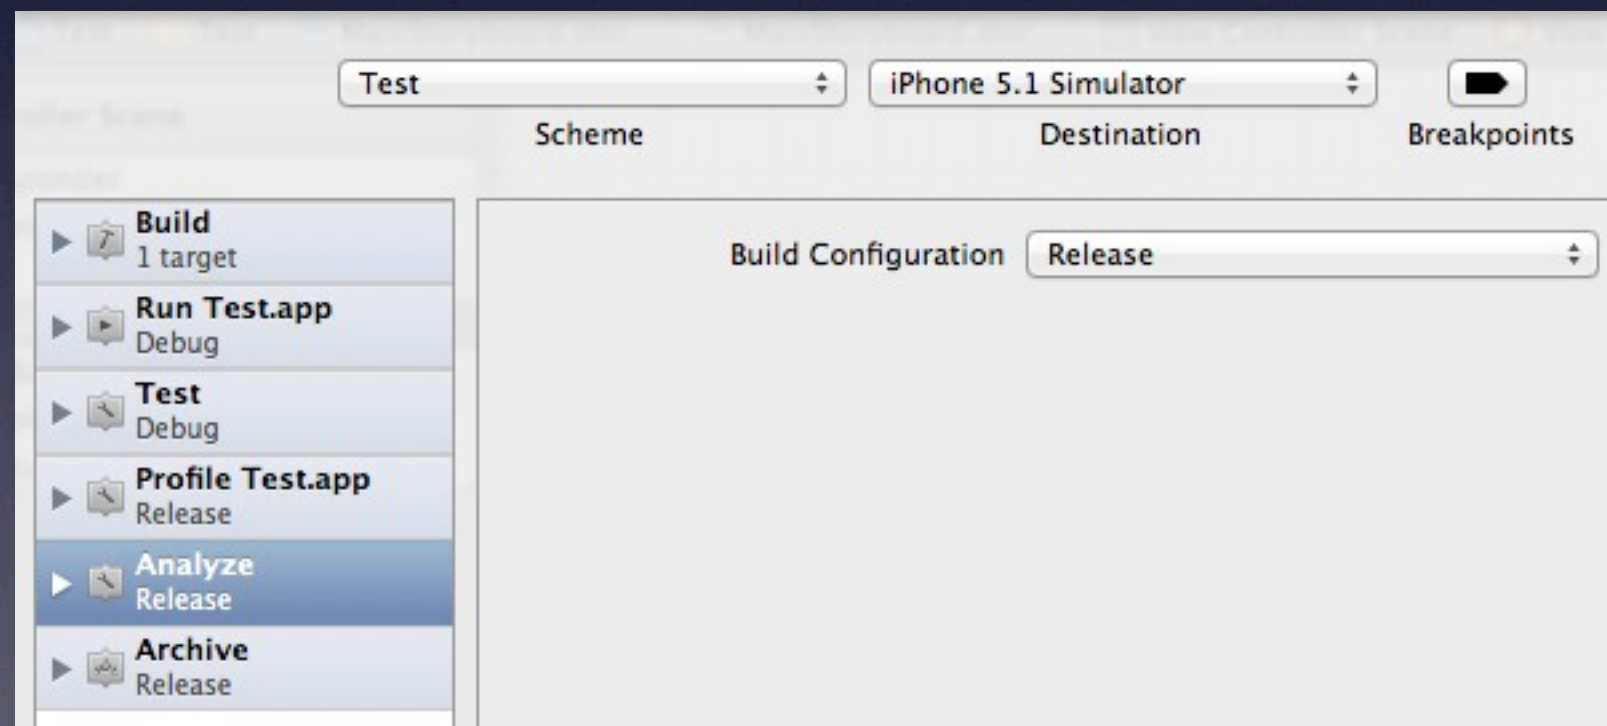 Test
iPhone 5.1 Simulator
Scheme
Destination
Breakpoints
Build
1 target
Run Test.app
Debug
Test
Debug
Profile Test.app
Release
Analyze
Release
Archive
Release
Build Configuration
Release